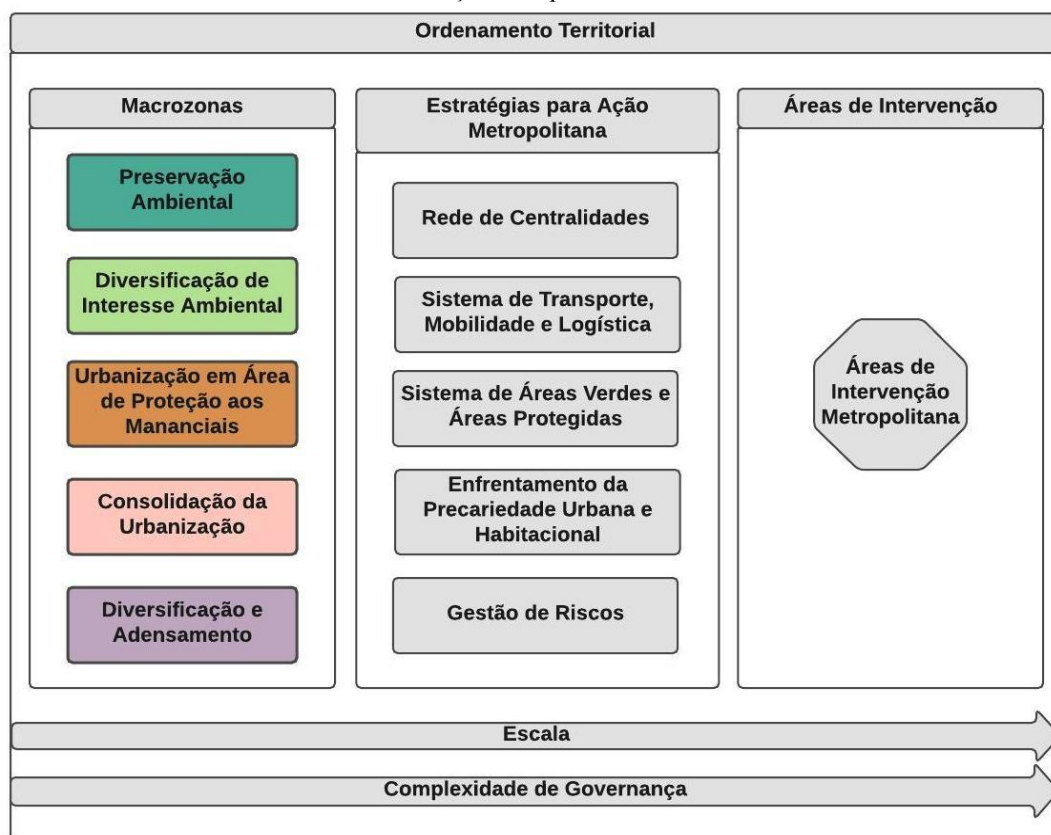 Ordenamento Territorial
Macrozonas
Preservação
Ambiental
Diversificação de
Interesse Ambiental
Urbanização em Área
de Proteção aos
Mananciais
Consolidação da
Urbanização
Diversificação e
Adensamento
Estratégias para Ação
Metropolitana
Rede de Centralidades
Sistema de Transporte,
Mobilidade e Logística
Sistema de Áreas Verdes e
Áreas Protegidas
Enfrentamento da
Precariedade Urbana e
Habitacional
Gestão de Riscos
Áreas de Intervenção
Áreas de
Intervenção
Metropolitana
Escala
Complexidade de Governança